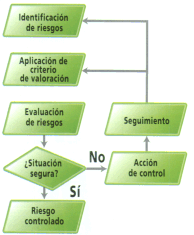 Identificación
de riesgos
Aplicación de
criterio
de valoración
Evaluación
de riesgos
Seguimiento
¿Situación
segura?
No
Acción
de control
Sí
Riesgo
controlado